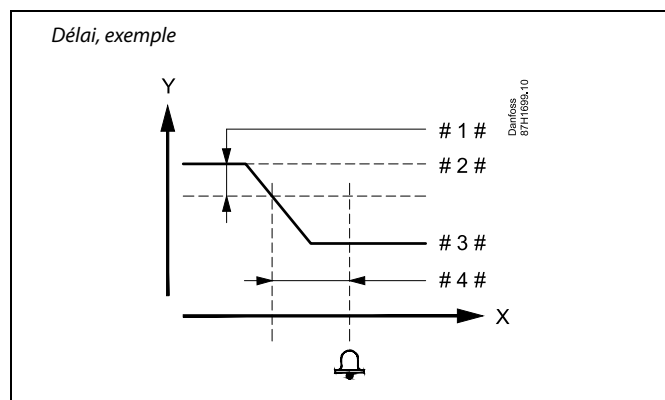 Délai, exemple
Y
# 1 #
# 2 #
# 3 #
# 4 #
X
Danfoss
87H1699.10